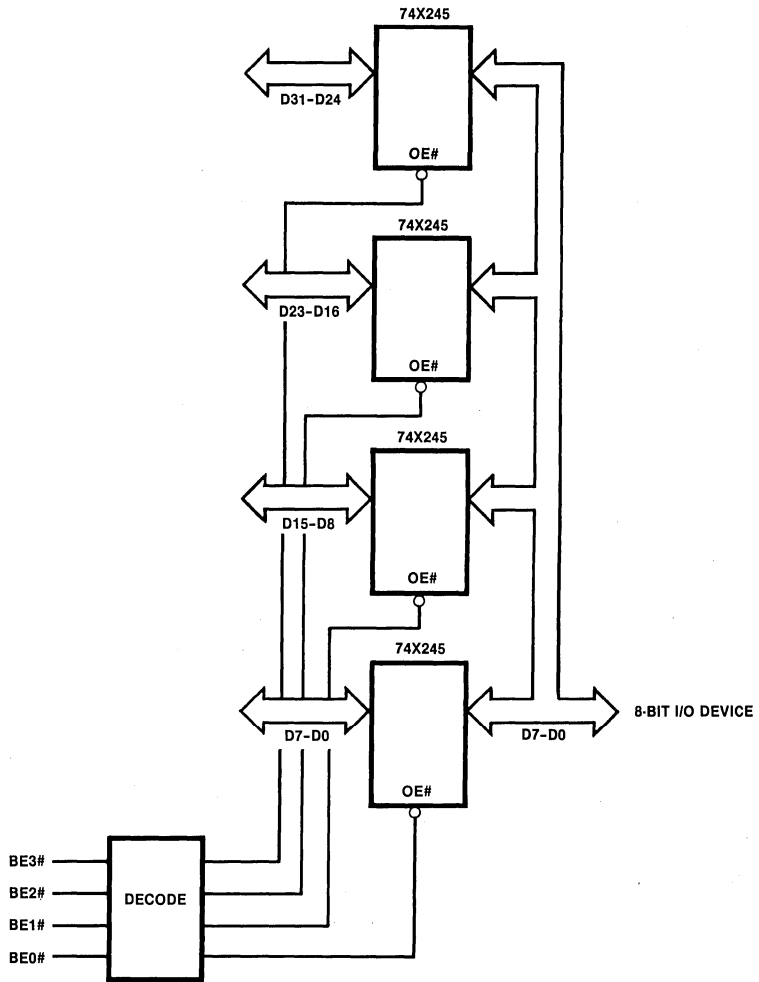 74X245
D31-D24
OE#
74X245
D23-D16
OE#
74X245
D15-D8
OE#
74X245
D7-D0
D7-D0
8-BIT I/O DEVICE
OE#
BE3#
BE2#
DECODE
BE1#
BE0#